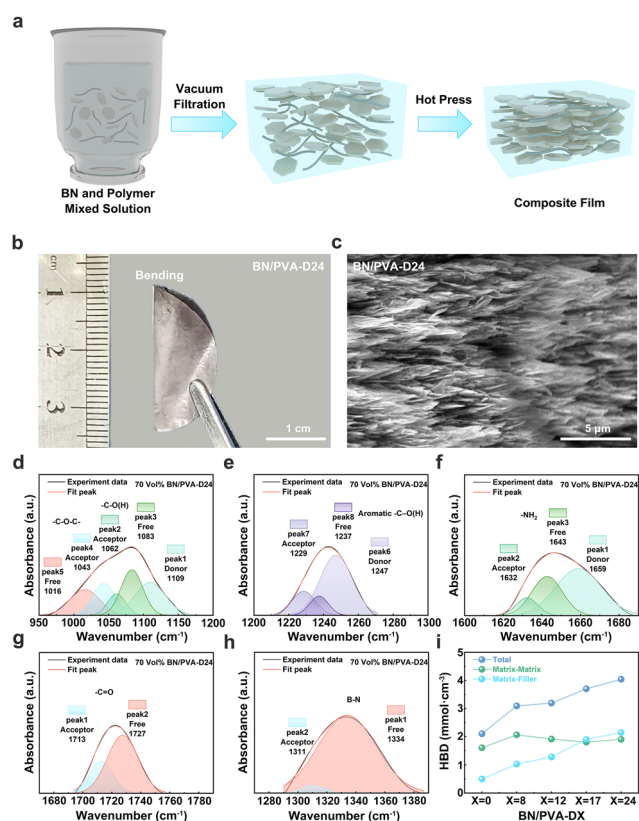 a
Vacuum
Filtration
Hot Press
BN and Polymer
Mixed Solution
Composite Film
b
cm
1
2
3
Bending
BN/PVA-D24
1 cm
c
BN/PVA-D24
5 μm
d
Experiment data
Fit peak
70 Vol% BN/PVA-D24
-C-O(H)
-C-O-C-
peak3
Free
1083
peak2
Acceptor
1062
peak4
Acceptor
1043
peak5
Free
1016
peak1
Donor
1109
Absorbance (a.u.)
950 1000 1050 1100 1150 1200
Wavenumber (cm⁻¹)
e
Experiment data
Fit peak
70 Vol% BN/PVA-D24
Aromatic -C–O(H)
peak8
Free
1237
peak7
Acceptor
1229
peak6
Donor
1247
Absorbance (a.u.)
1200 1220 1240 1260 1280 1300
Wavenumber (cm⁻¹)
f
Experiment data
Fit peak
70 Vol% BN/PVA-D24
-NH₂
peak3
Free
1643
peak2
Acceptor
1632
peak1
Donor
1659
Absorbance (a.u.)
1600 1620 1640 1660 1680
Wavenumber (cm⁻¹)
g
Experiment data
Fit peak
70 Vol% BN/PVA-D24
-C=O
peak1
Acceptor
1713
peak2
Free
1727
Absorbance (a.u.)
1680 1700 1720 1740 1760 1780
Wavenumber (cm⁻¹)
h
Experiment data
Fit peak
70 Vol% BN/PVA-D24
B-N
peak2
Acceptor
1311
peak1
Free
1334
Absorbance (a.u.)
1280 1300 1320 1340 1360 1380
Wavenumber (cm⁻¹)
i
Total
Matrix-Matrix
Matrix-Filler
HBD (mmol·cm⁻³)
5
4
3
2
1
0
X=0 X=8 X=12 X=17 X=24
BN/PVA-DX